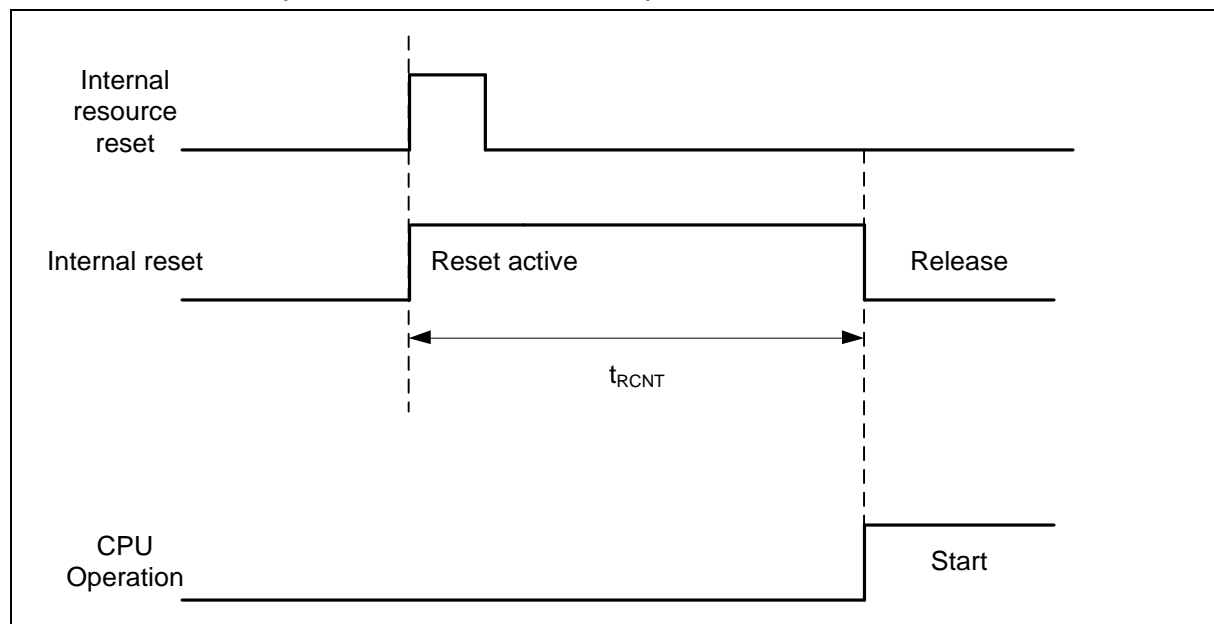 Internal
resource
reset
Internal reset
Reset active
Release
tRCNT
CPU
Operation
Start